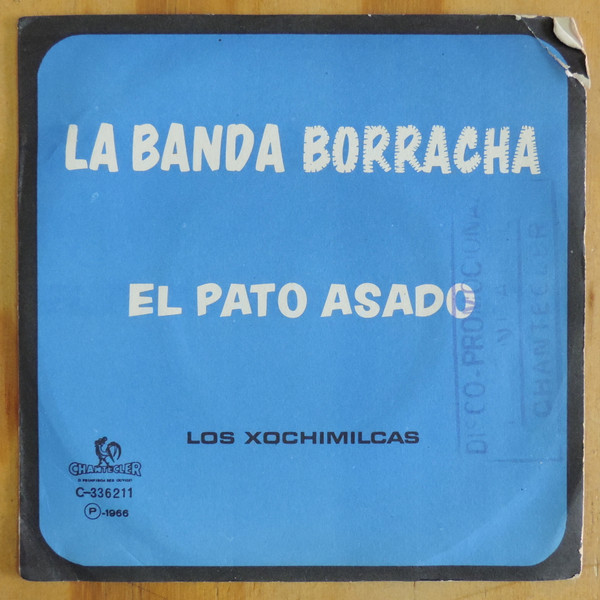 LA BANDA BORRACHA
EL PATO ASADO
LOS XOCHIMILCAS
CHANTECLER
C-336211
Ⓟ-1966
DISCO-PROMOCIONAL
CHANTECLER